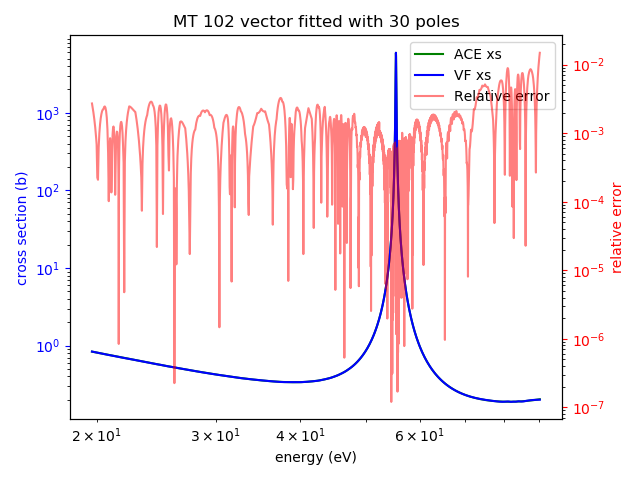 MT 102 vector fitted with 30 poles
ACE xs
VF xs
Relative error
cross section (b)
10³
10²
10¹
10⁰
10⁻²
10⁻³
10⁻⁴
10⁻⁵
10⁻⁶
10⁻⁷
relative error
2 × 10¹ 3 × 10¹ 4 × 10¹ 6 × 10¹
energy (eV)